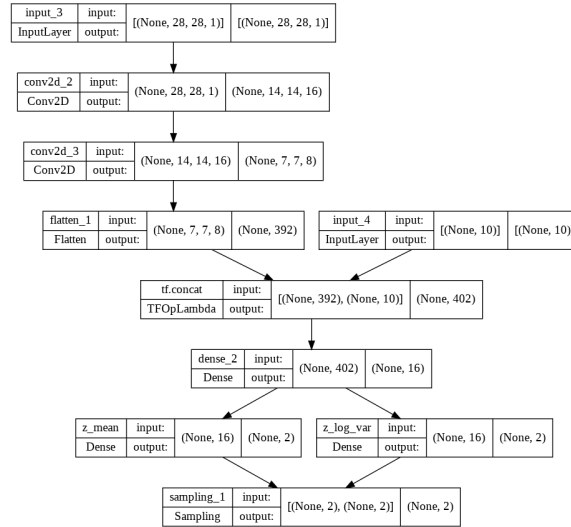 input_3 input: [(None, 28, 28, 1)] [(None, 28, 28, 1)]
InputLayer output:
conv2d_2 input: (None, 28, 28, 1) (None, 14, 14, 16)
Conv2D output:
conv2d_3 input: (None, 14, 14, 16) (None, 7, 7, 8)
Conv2D output:
flatten_1 input: (None, 7, 7, 8) (None, 392)
Flatten output:
input_4 input: [(None, 10)] [(None, 10)
InputLayer output:
tf.concat input: [(None, 392), (None, 10)] (None, 402)
TFOpLambda output:
dense_2 input: (None, 402) (None, 16)
Dense output:
z_mean input: (None, 16) (None, 2)
Dense output:
z_log_var input: (None, 16) (None, 2)
Dense output:
sampling_1 input: [(None, 2), (None, 2)] (None, 2)
Sampling output: